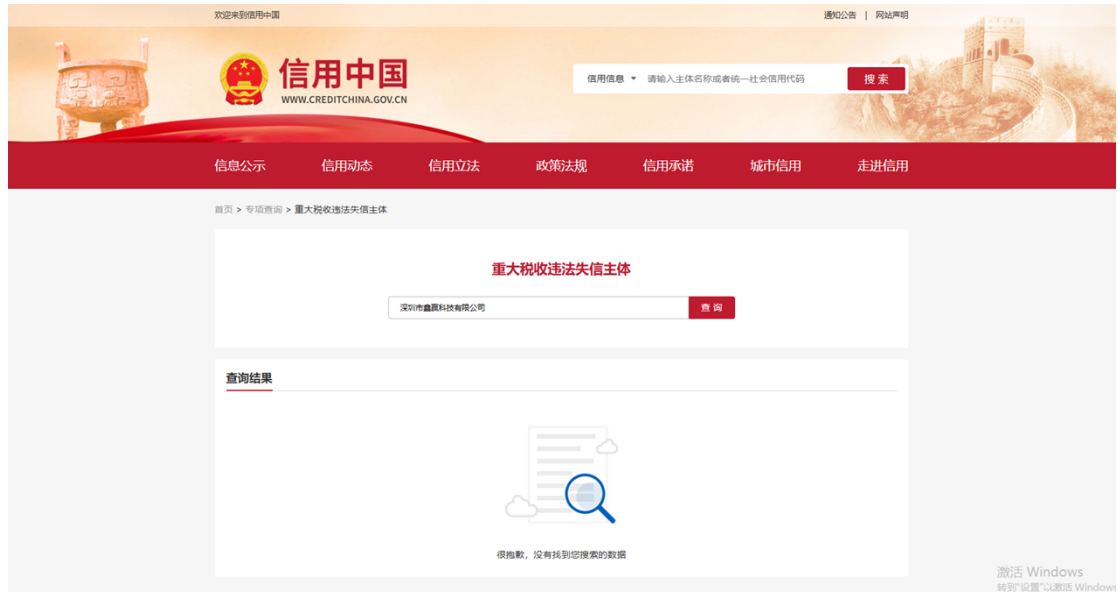 欢迎来到信用中国
通知公告 | 网站声明
信用中国
WWW.CREDITCHINA.GOV.CN
信用信息 请输入主体名称或者统一社会信用代码 搜索
信息公示 信用动态 信用立法 政策法规 信用承诺 城市信用 走进信用
首页 > 专项查询 > 重大税收违法失信主体
重大税收违法失信主体
深圳市鑫赢科技有限公司 查询
查询结果
很抱歉，没有找到您搜索的数据
激活 Windows
转到"设置"以激活 Windows